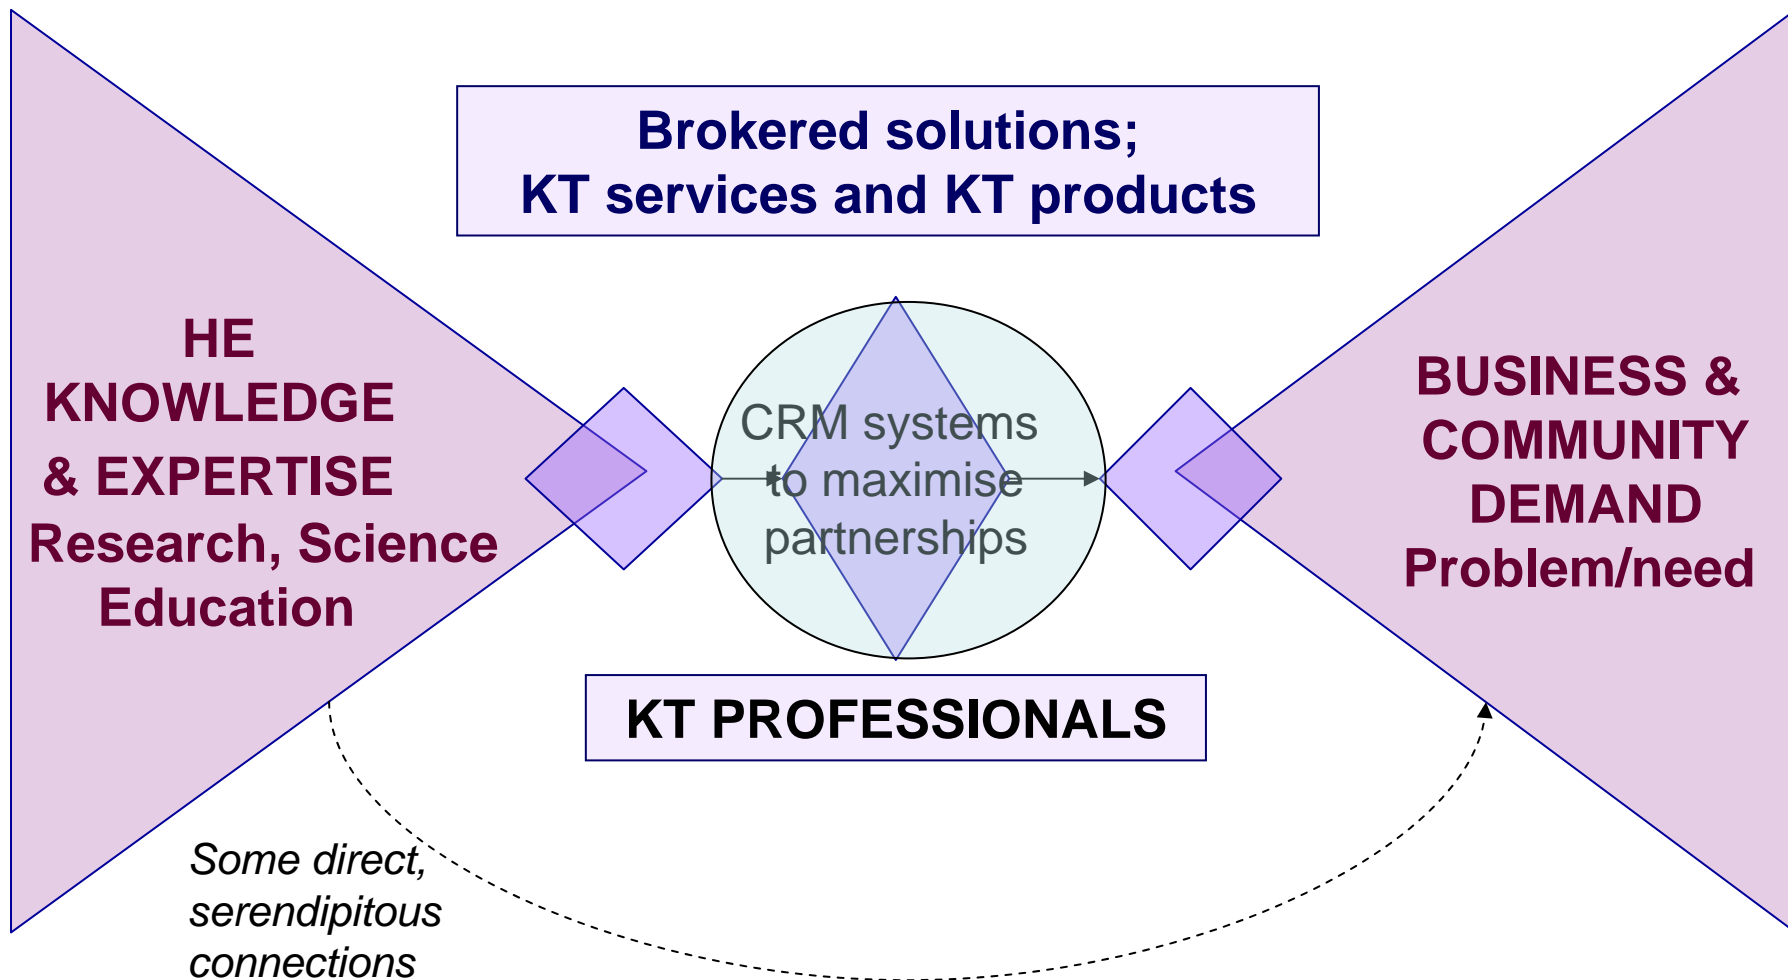 Brokered solutions;
KT services and KT products
HE
KNOWLEDGE
& EXPERTISE
Research, Science
Education
CRM systems
to maximise
partnerships
BUSINESS &
COMMUNITY
DEMAND
Problem/need
KT PROFESSIONALS
Some direct,
serendipitous
connections